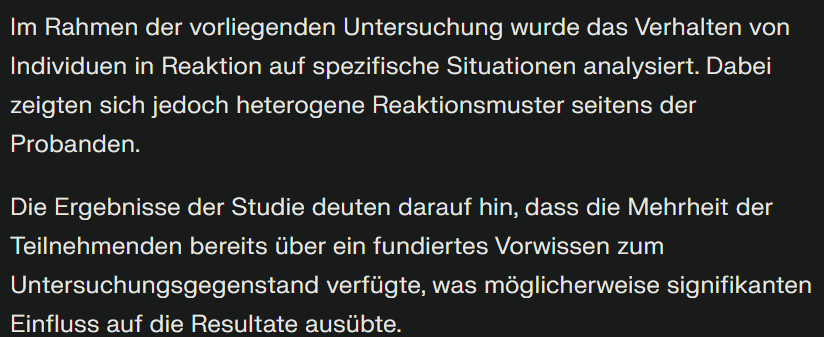 Im Rahmen der vorliegenden Untersuchung wurde das Verhalten von
Individuen in Reaktion auf spezifische Situationen analysiert. Dabei
zeigten sich jedoch heterogene Reaktionsmuster seitens der
Probanden.
Die Ergebnisse der Studie deuten darauf hin, dass die Mehrheit der
Teilnehmenden bereits über ein fundiertes Vorwissen zum
Untersuchungsgegenstand verfügte, was möglicherweise signifikanten
Einfluss auf die Resultate ausübte.